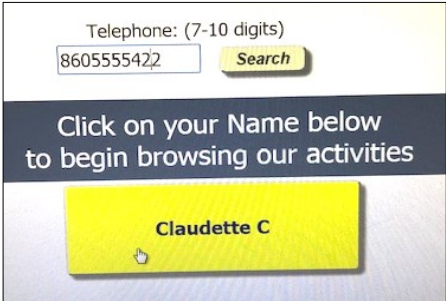 Telephone: (7-10 digits)
8605555422 Search
Click on your Name below
to begin browsing our activities
Claudette C